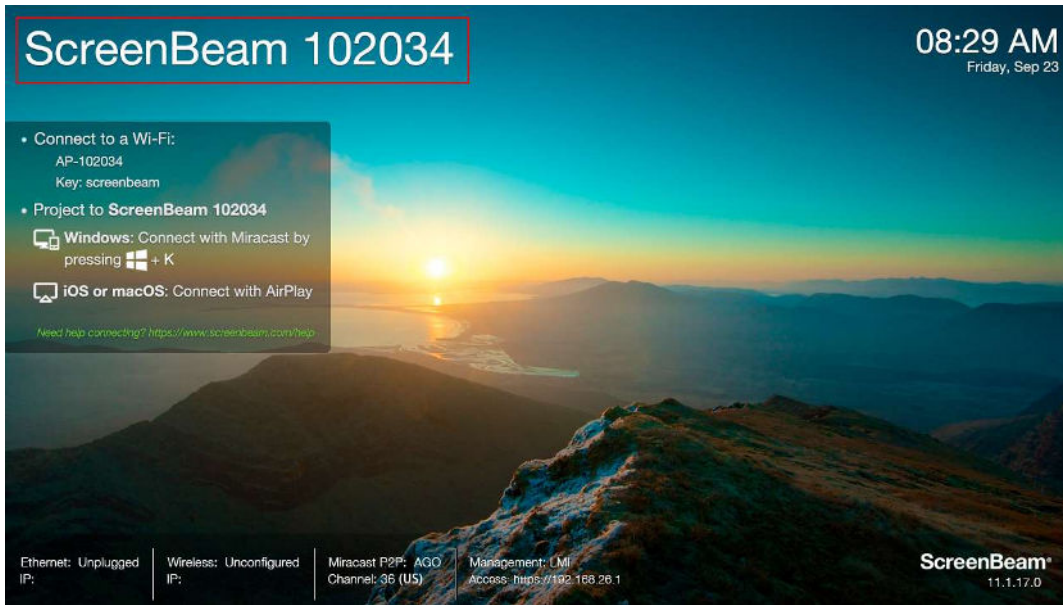 ScreenBeam 102034
08:29 AM
Friday, Sep 23
• Connect to a Wi-Fi:
AP-102034
Key: screenbeam
• Project to ScreenBeam 102034
Windows: Connect with Miracast by
pressing + K
iOS or macOS: Connect with AirPlay
Need help connecting? https://www.screenbeam.com/help
Ethernet: Unplugged
IP:
Wireless: Unconfigured
IP:
Miracast P2P: AGO
Channel: 36 (US)
Management: LMI
Access: https://192.168.26.1
ScreenBeam®
11.1.17.0